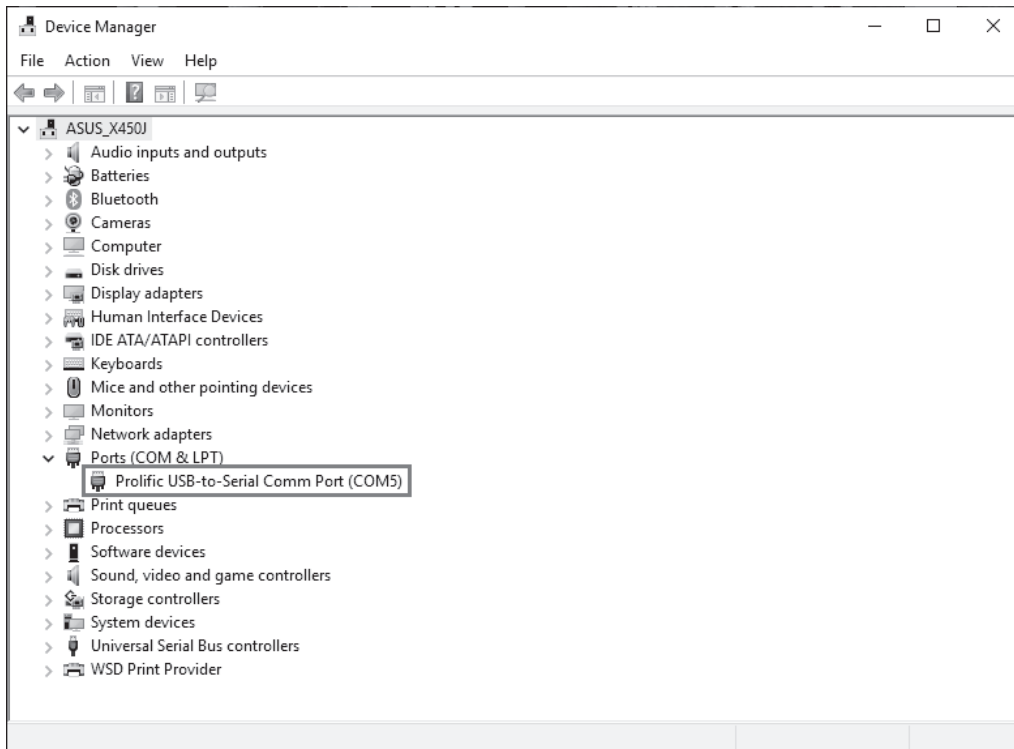 Device Manager
File Action View Help
ASUS_X450J
Audio inputs and outputs
Batteries
Bluetooth
Cameras
Computer
Disk drives
Display adapters
Human Interface Devices
IDE ATA/ATAPI controllers
Keyboards
Mice and other pointing devices
Monitors
Network adapters
Ports (COM & LPT)
Prolific USB-to-Serial Comm Port (COM5)
Print queues
Processors
Software devices
Sound, video and game controllers
Storage controllers
System devices
Universal Serial Bus controllers
WSD Print Provider